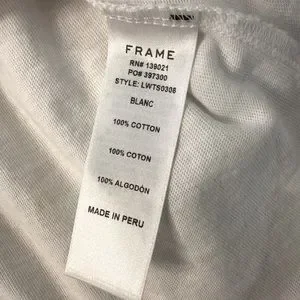 FRAME
RN# 139021
PO# 397300
STYLE: LWTS0308
BLANC
100% COTTON
100% COTON
100% ALGODÓN
MADE IN PERU